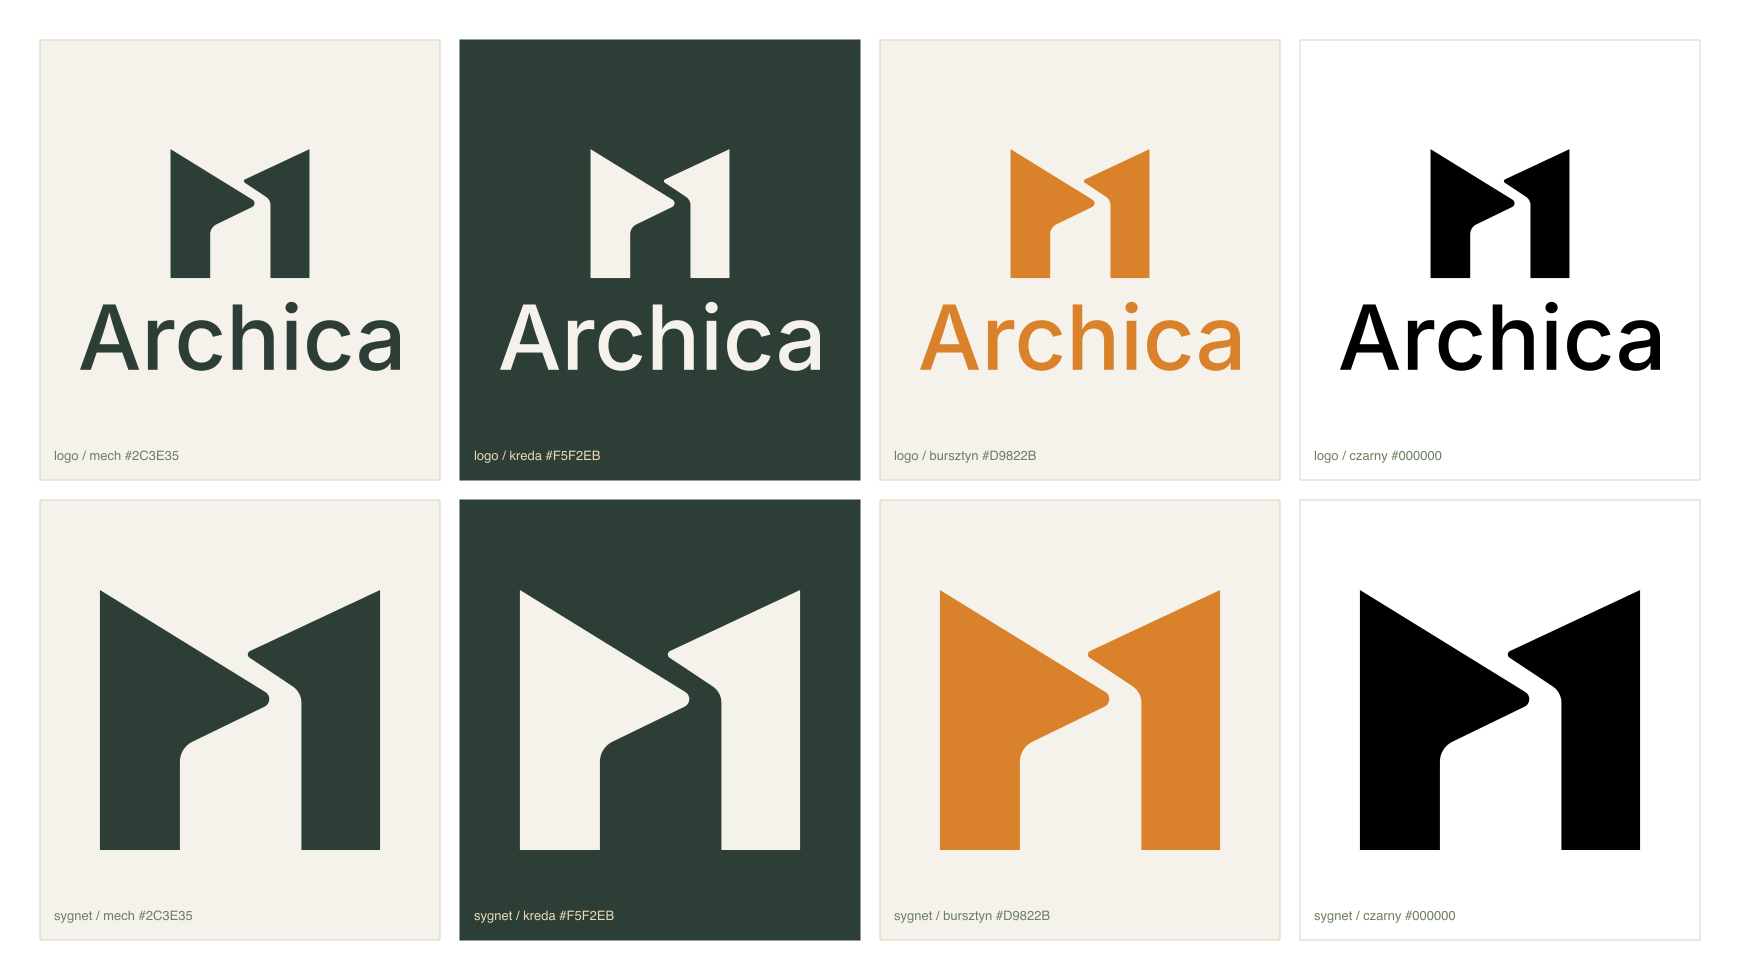 Archica
Archica
Archica
Archica
logo / mech #2C3E35
logo / kreda #F5F2EB
logo / bursztyn #D9822B
logo / czarny #000000
sygnet / mech #2C3E35
sygnet / kreda #F5F2EB
sygnet / bursztyn #D9822B
sygnet / czarny #000000